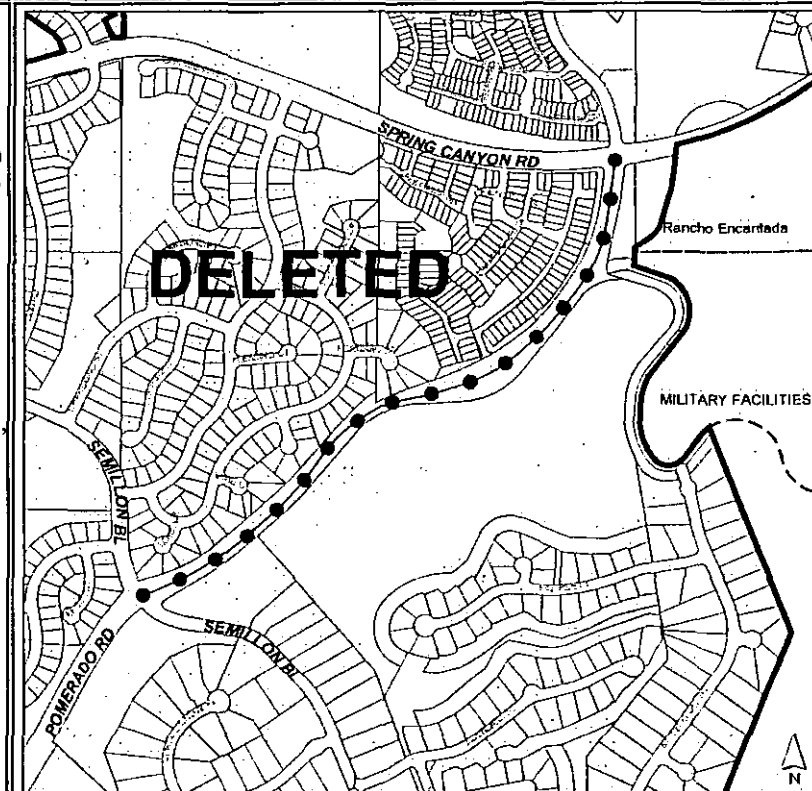 SPRING CANYON RD
Rancho Encantada
DELETED
MILITARY FACILITIES
SEMILLON BL
SEMILLON BL
POMERADO RD
N